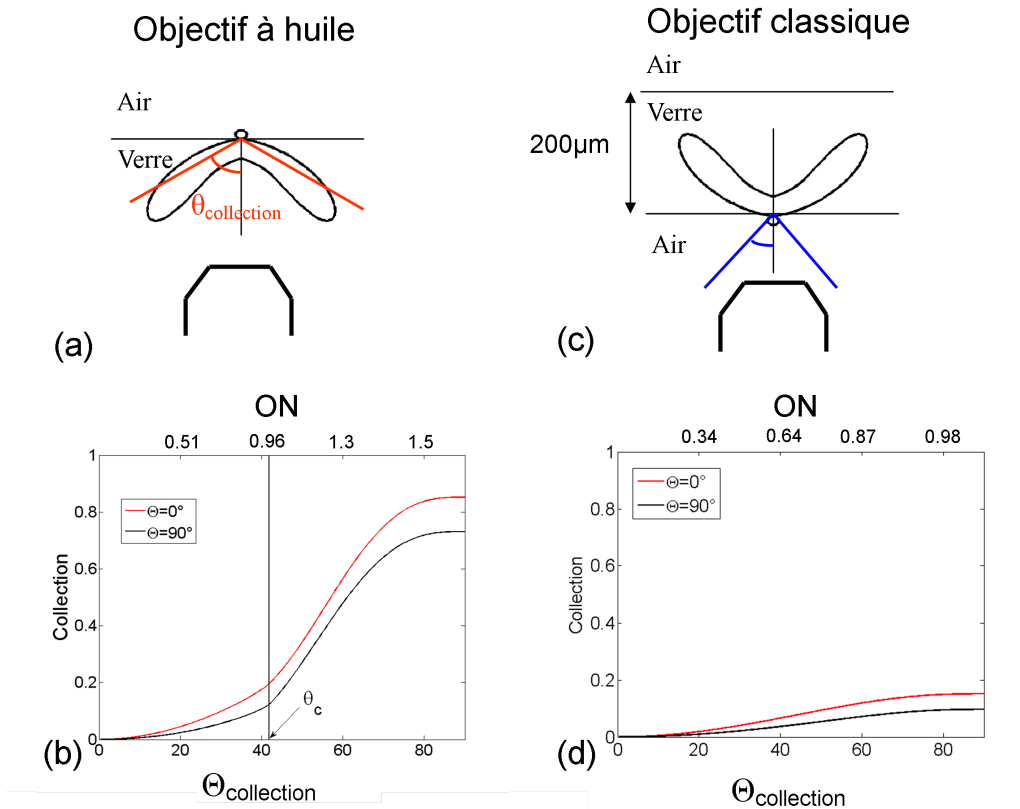 Objectif à huile
Air
Verre
θcollection
(a)
Objectif classique
Air
Verre
200µm
Air
(c)
ON
0.51 0.96 1.3 1.5
1
0.8
0.6
0.4
0.2
0
Collection
Θ=0°
Θ=90°
θc
0 20 40 60 80
(b)
Θcollection
ON
0.34 0.64 0.87 0.98
1
0.8
0.6
0.4
0.2
0
Collection
Θ=0°
Θ=90°
0 20 40 60 80
(d)
Θcollection